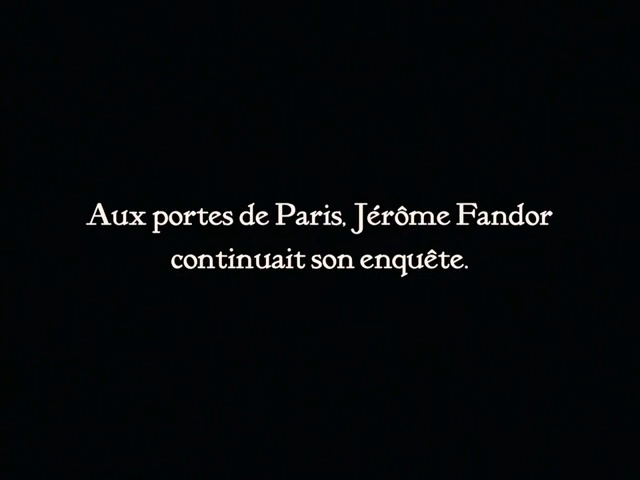 Aux portes de Paris, Jérôme Fandor
continuait son enquête.